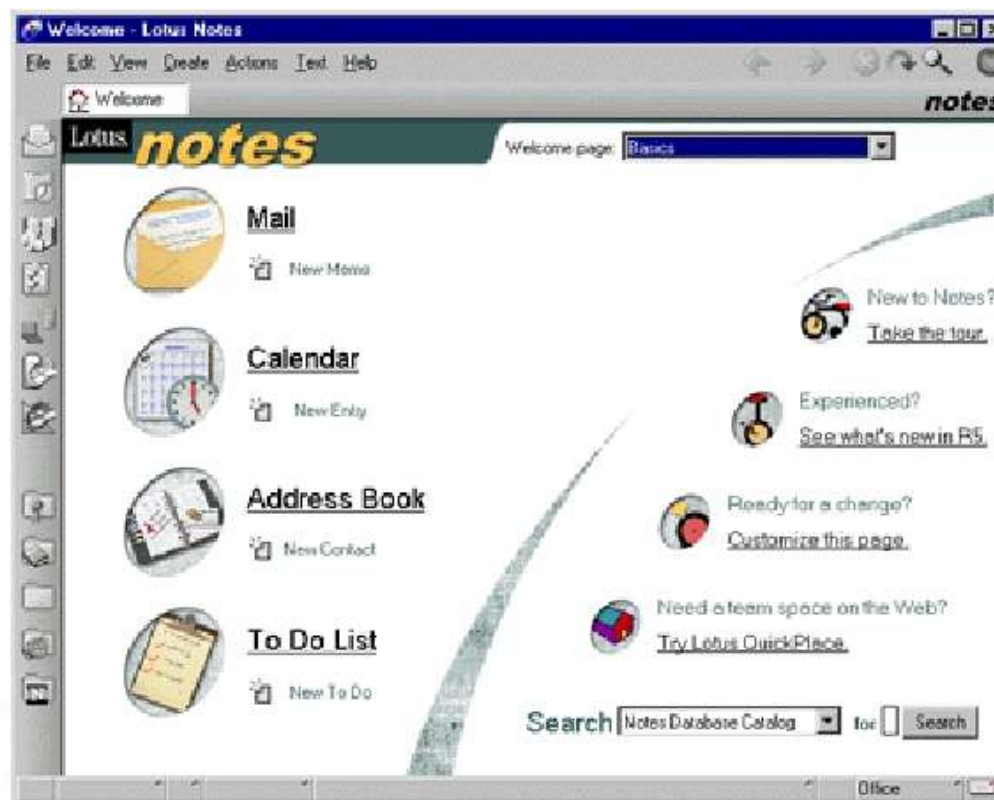 Welcome - Lotus Notes
File Edit View Create Actions Text Help
Welcome
notes
Lotus notes
Welcome page: Basics
Mail
New Memo
Calendar
New Entry
Address Book
New Contact
To Do List
New To Do
New to Notes?
Take the tour.
Experienced?
See what's new in R5.
Ready for a change?
Customize this page.
Need a team space on the Web?
Try Lotus QuickPlace.
Search Notes Database Catalog for Search
Office